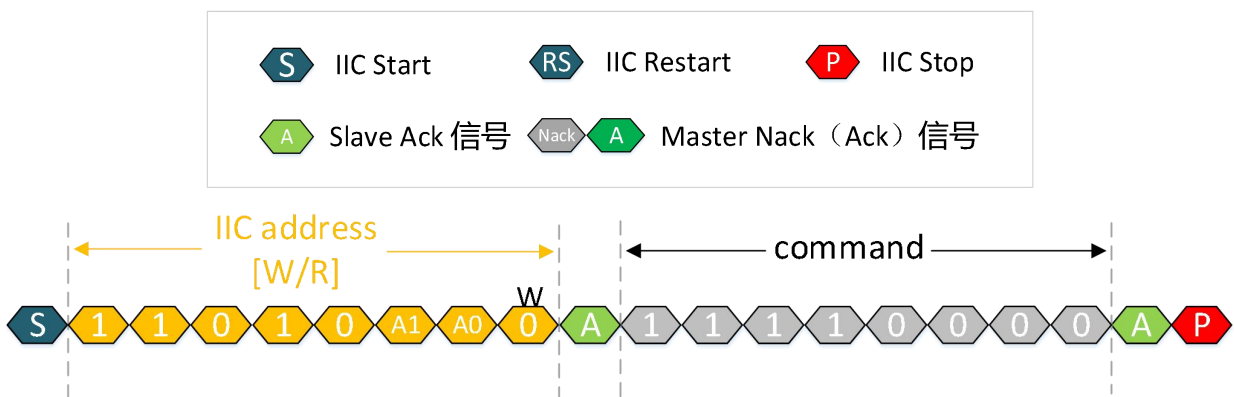 S IIC Start RS IIC Restart P IIC Stop
A Slave Ack 信号 Nack A Master Nack（Ack）信号
IIC address
[W/R]
command
W
S 1 1 0 1 0 A1 A0 0 A 1 1 1 1 0 0 0 0 A P